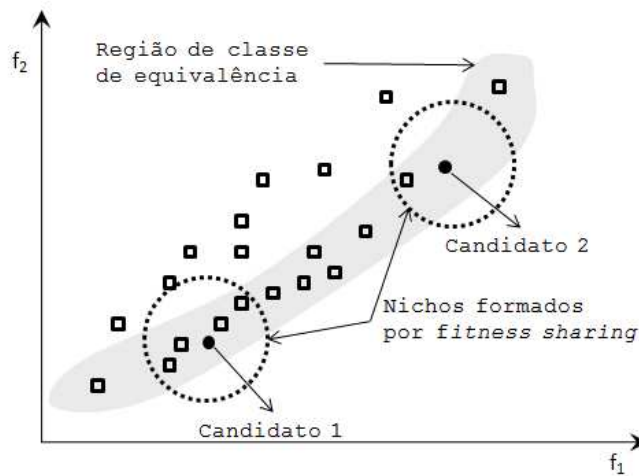 f2
Região de classe
de equivalência
Candidato 2
Nichos formados
por fitness sharing
Candidato 1
f1